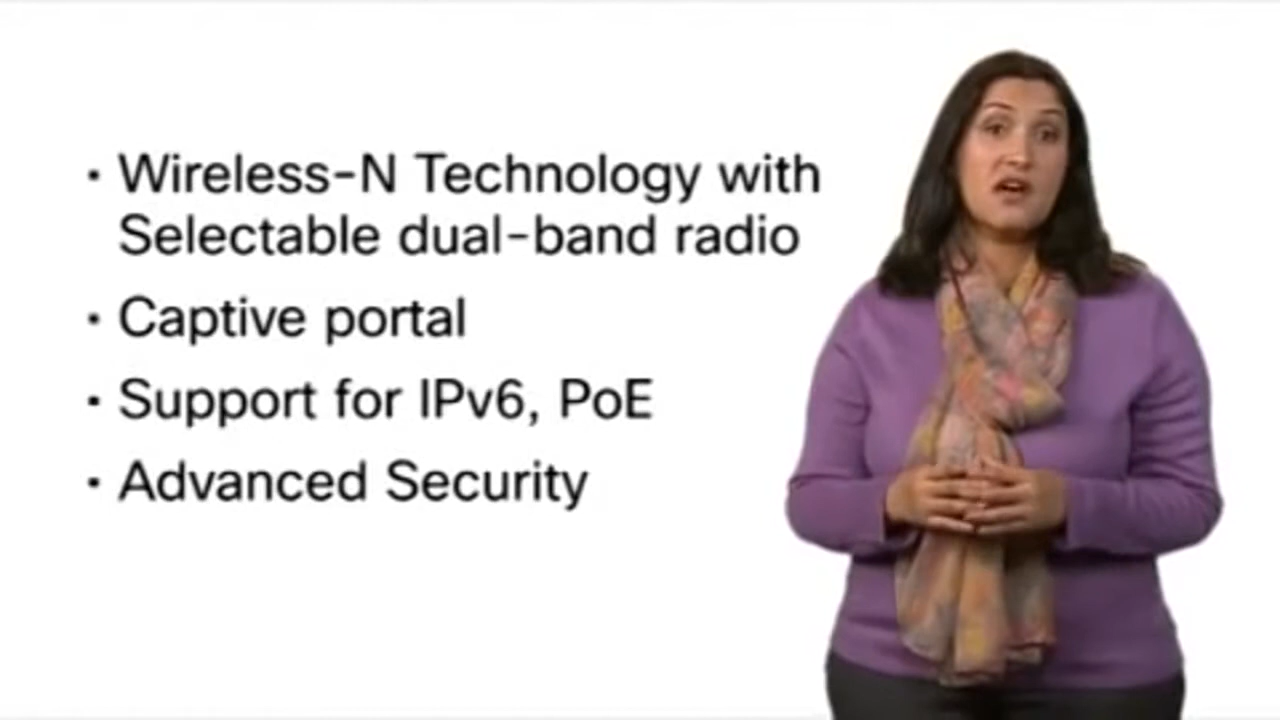 · Wireless-N Technology with
Selectable dual-band radio
· Captive portal
· Support for IPv6, PoE
· Advanced Security